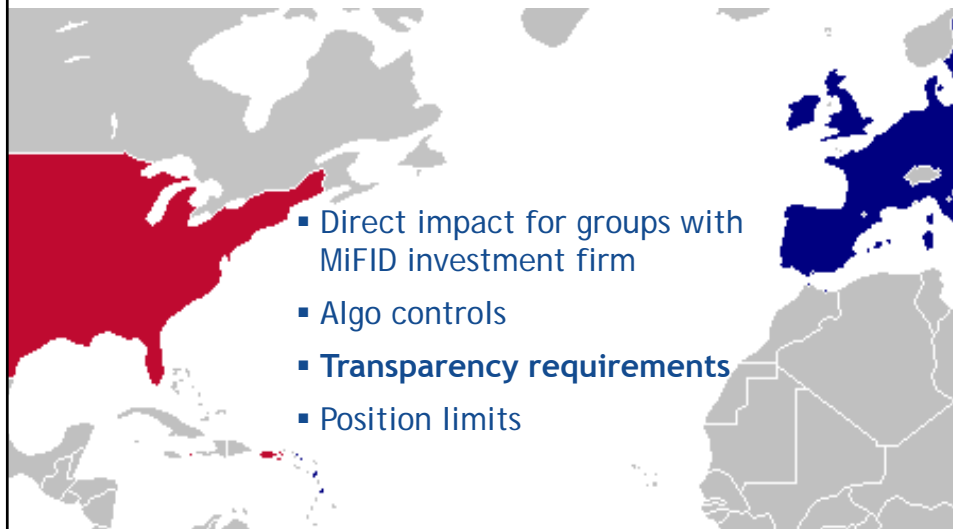 ▪ Direct impact for groups with
MiFID investment firm
▪ Algo controls
▪ Transparency requirements
▪ Position limits